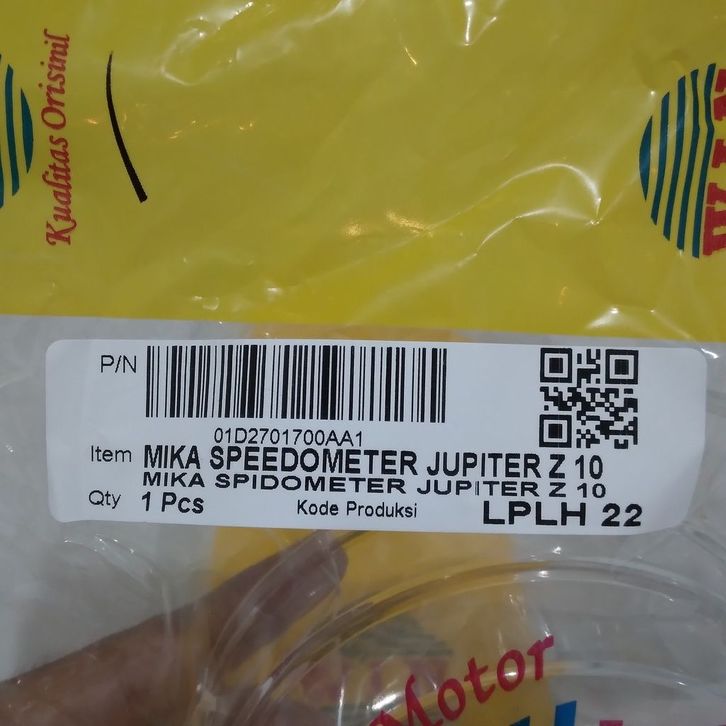 Kualitas Orisinil
WIN
P/N
01D2701700AA1
Item MIKA SPEEDOMETER JUPITER Z 10
MIKA SPIDOMETER JUPITER Z 10
Qty 1 Pcs Kode Produksi LPLH 22
Motor